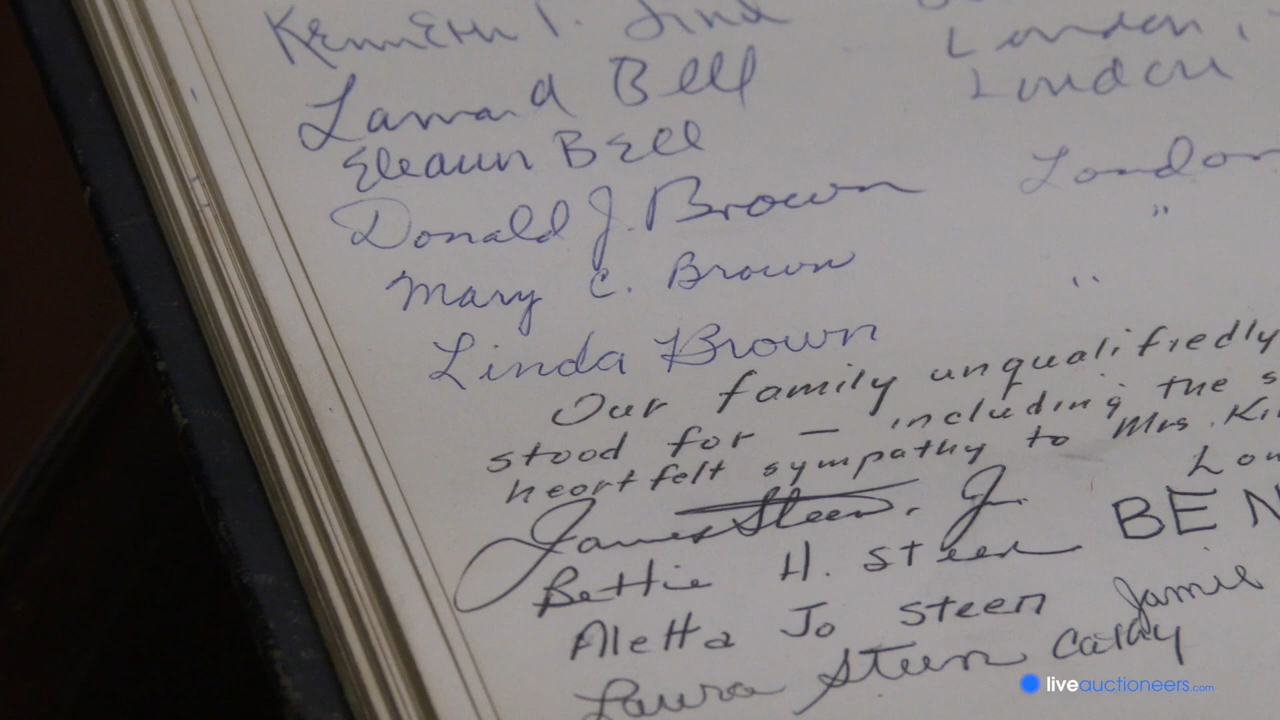 Kenneth
Bell London
Bell London
Donald J. Brown London
Mary C. Brown "
Linda Brown "
Our family unqualifiedly
stood for — including the s
heartfelt sympathy to Mrs. Ki
James Steen, Jr. Lon
Bettie H. Steen BEN
Aletta Jo Steen Jamie
Laura Steen Cathy
liveauctioneers.com